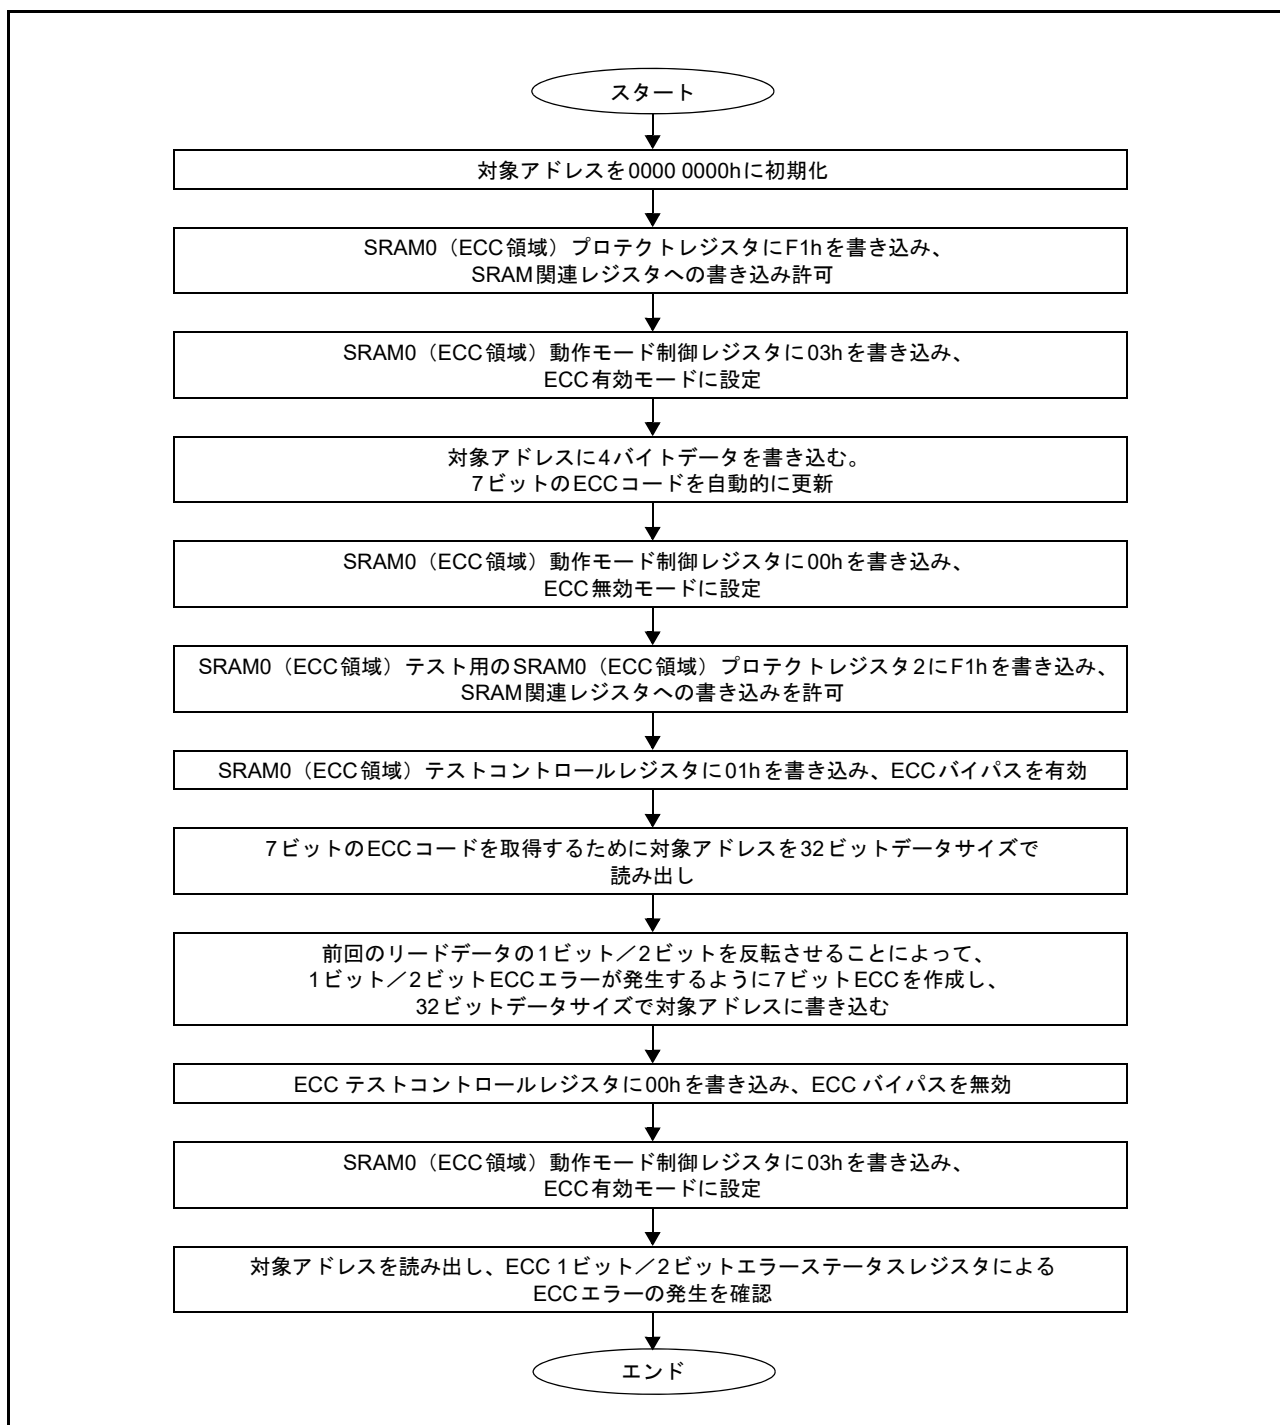 スタート
対象アドレスを0000 0000hに初期化
SRAM0（ECC領域）プロテクトレジスタにF1hを書き込み、
SRAM関連レジスタへの書き込み許可
SRAM0（ECC領域）動作モード制御レジスタに03hを書き込み、
ECC有効モードに設定
対象アドレスに4バイトデータを書き込む。
7ビットのECCコードを自動的に更新
SRAM0（ECC領域）動作モード制御レジスタに00hを書き込み、
ECC無効モードに設定
SRAM0（ECC領域）テスト用のSRAM0（ECC領域）プロテクトレジスタ2にF1hを書き込み、
SRAM関連レジスタへの書き込みを許可
SRAM0（ECC領域）テストコントロールレジスタに01hを書き込み、ECCバイパスを有効
7ビットのECCコードを取得するために対象アドレスを32ビットデータサイズで
読み出し
前回のリードデータの1ビット／2ビットを反転させることによって、
1ビット／2ビットECCエラーが発生するように7ビットECCを作成し、
32ビットデータサイズで対象アドレスに書き込む
ECC テストコントロールレジスタに00hを書き込み、ECC バイパスを無効
SRAM0（ECC領域）動作モード制御レジスタに03hを書き込み、
ECC有効モードに設定
対象アドレスを読み出し、ECC 1ビット／2ビットエラーステータスレジスタによる
ECCエラーの発生を確認
エンド